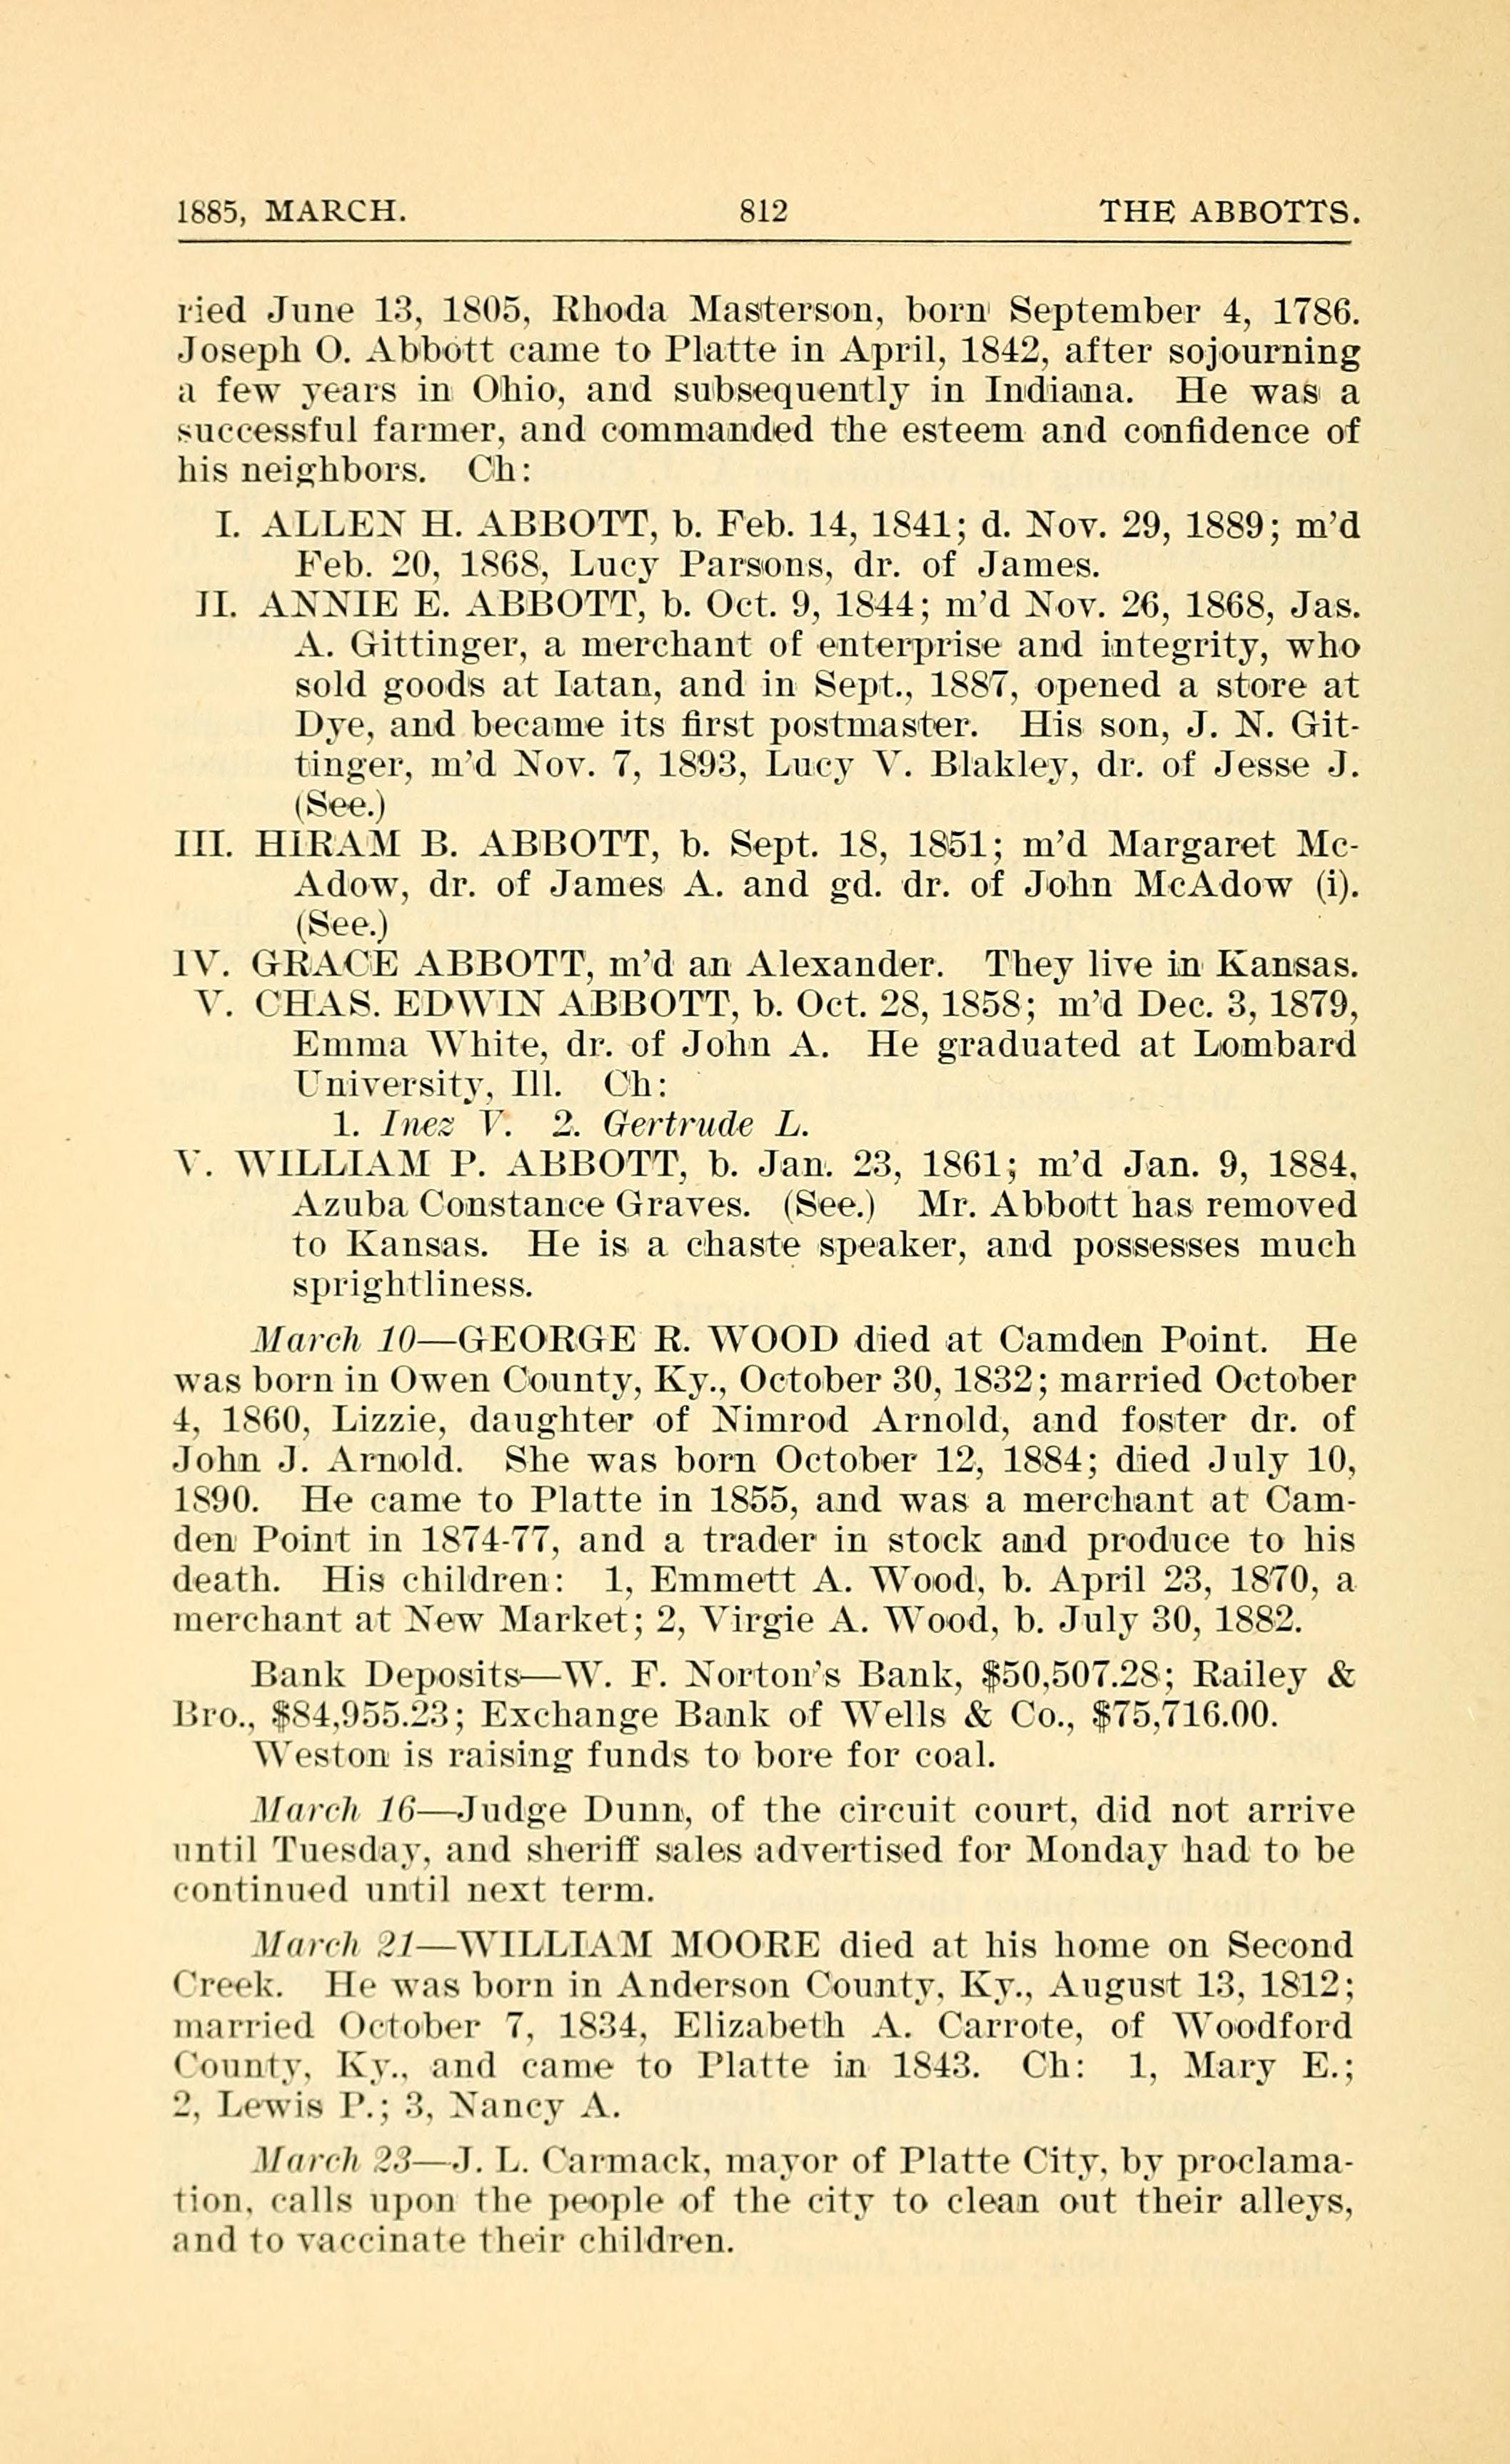 1885, MARCH. 812 THE ABBOTTS.
ried June 13, 1805, Rhoda Masterson, born September 4, 1786.
Joseph O. Abbott came to Platte in April, 1842, after sojourning
a few years in Ohio, and subsequently in Indiana. He was a
successful farmer, and commanded the esteem and confidence of
his neighbors. Ch:
I. ALLEN H. ABBOTT, b. Feb. 14, 1841; d. Nov. 29, 1889; m'd
Feb. 20, 1868, Lucy Parsons, dr. of James.
II. ANNIE E. ABBOTT, b. Oct. 9, 1844; m'd Nov. 26, 1868, Jas.
A. Gittinger, a merchant of enterprise and integrity, who
sold goods at Iatan, and in Sept., 1887, opened a store at
Dye, and became its first postmaster. His son, J. N. Git-
tinger, m'd Nov. 7, 1893, Lucy V. Blakley, dr. of Jesse J.
(See.)
III. HIRAM B. ABBOTT, b. Sept. 18, 1851; m'd Margaret Mc-
Adow, dr. of James A. and gd. dr. of John McAdow (i).
(See.)
IV. GRACE ABBOTT, m'd an Alexander. They live in Kansas.
V. CHAS. EDWIN ABBOTT, b. Oct. 28, 1858; m'd Dec. 3, 1879,
Emma White, dr. of John A. He graduated at Lombard
University, Ill. Ch:
1. Inez V. 2. Gertrude L.
V. WILLIAM P. ABBOTT, b. Jan. 23, 1861; m'd Jan. 9, 1884,
Azuba Constance Graves. (See.) Mr. Abbott has removed
to Kansas. He is a chaste speaker, and possesses much
sprightliness.
March 10—GEORGE R. WOOD died at Camden Point. He
was born in Owen County, Ky., October 30, 1832; married October
4, 1860, Lizzie, daughter of Nimrod Arnold, and foster dr. of
John J. Arnold. She was born October 12, 1884; died July 10,
1890. He came to Platte in 1855, and was a merchant at Cam-
den Point in 1874-77, and a trader in stock and produce to his
death. His children: 1, Emmett A. Wood, b. April 23, 1870, a
merchant at New Market; 2, Virgie A. Wood, b. July 30, 1882.
Bank Deposits—W. F. Norton's Bank, $50,507.28; Railey &
Bro., $84,955.23; Exchange Bank of Wells & Co., $75,716.00.
Weston is raising funds to bore for coal.
March 16—Judge Dunn, of the circuit court, did not arrive
until Tuesday, and sheriff sales advertised for Monday had to be
continued until next term.
March 21—WILLIAM MOORE died at his home on Second
Creek. He was born in Anderson County, Ky., August 13, 1812;
married October 7, 1834, Elizabeth A. Carrote, of Woodford
County, Ky., and came to Platte in 1843. Ch: 1, Mary E.;
2, Lewis P.; 3, Nancy A.
March 23—J. L. Carmack, mayor of Platte City, by proclama-
tion, calls upon the people of the city to clean out their alleys,
and to vaccinate their children.